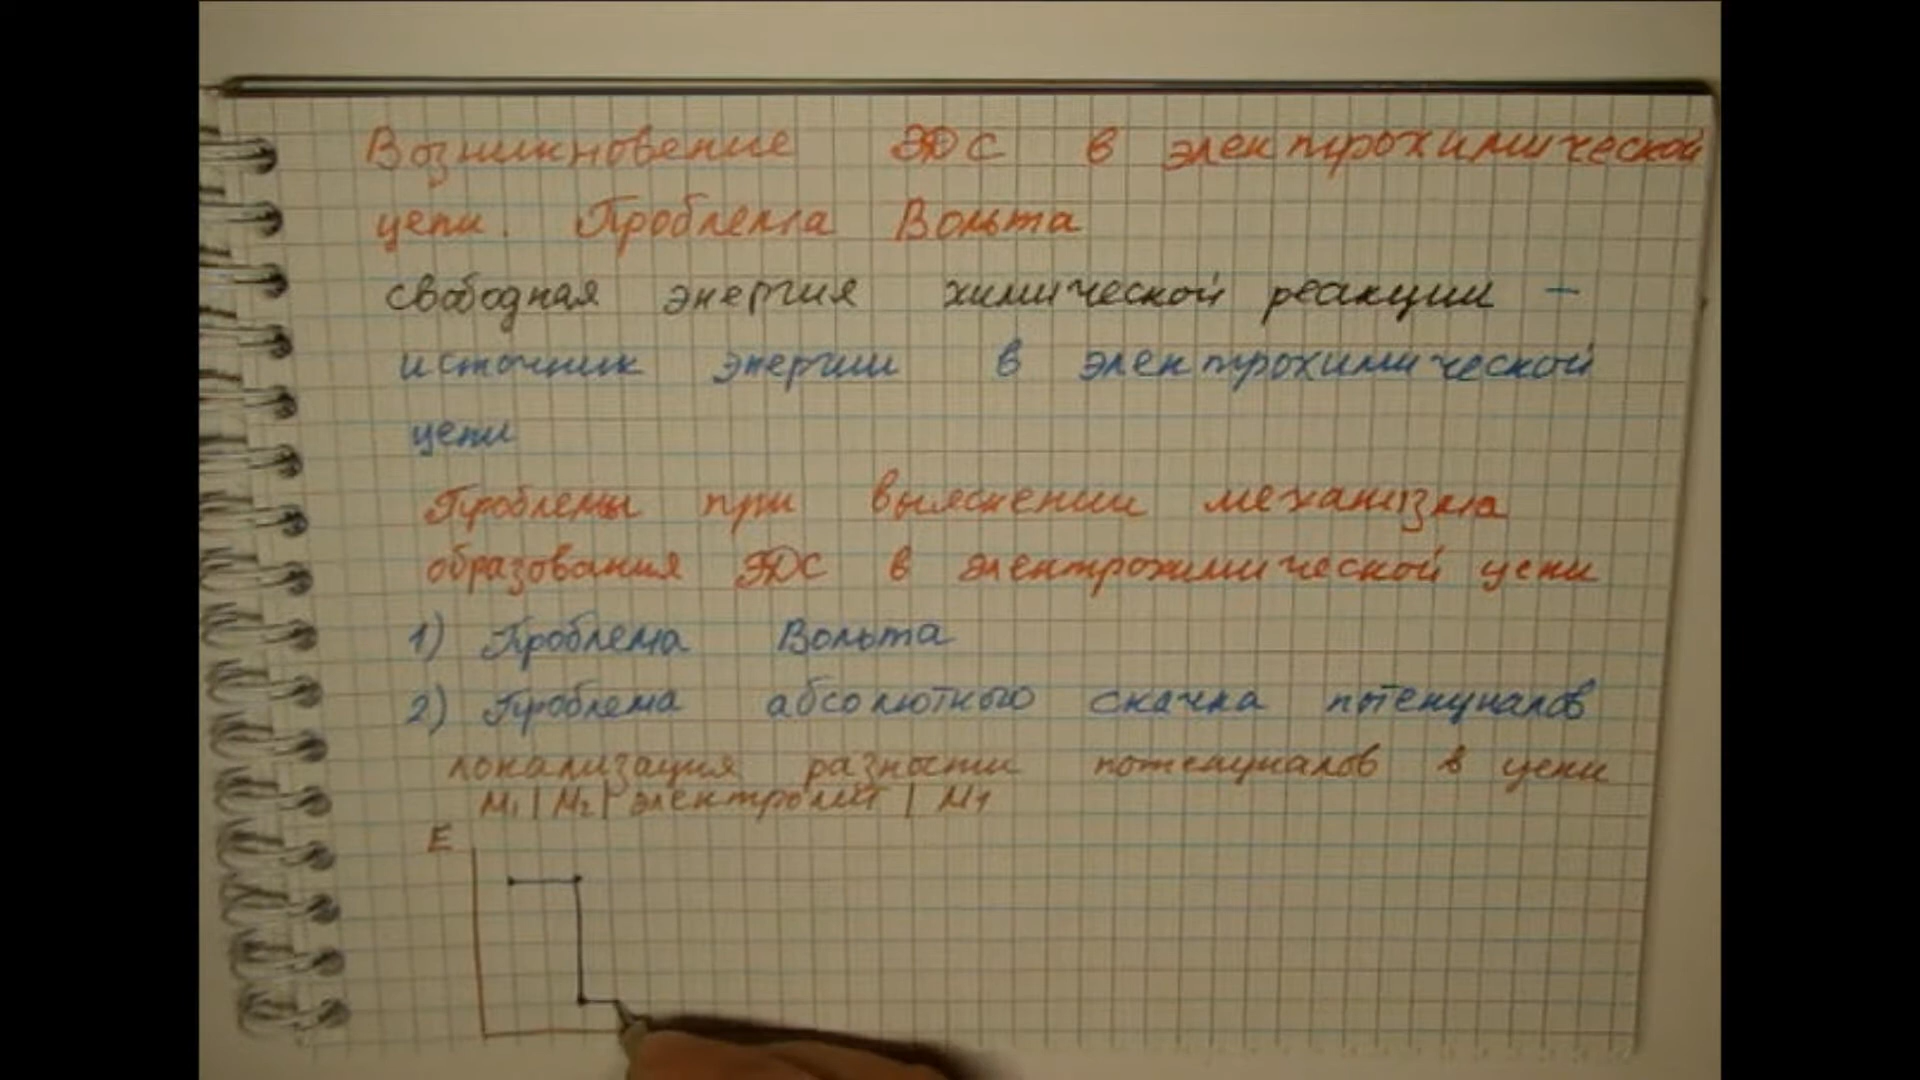 Возникновение ЭДС в электрохимической
цепи. Проблема Вольта
свободная энергия химической реакции –
источник энергии в электрохимической
цепи
Проблемы при выяснении механизма
образования ЭДС в электрохимической цепи
1) Проблема Вольта
2) Проблема абсолютного скачка потенциалов
локализация разности потенциалов в цепи
M₁ | M₂ | электролит | M₁
E